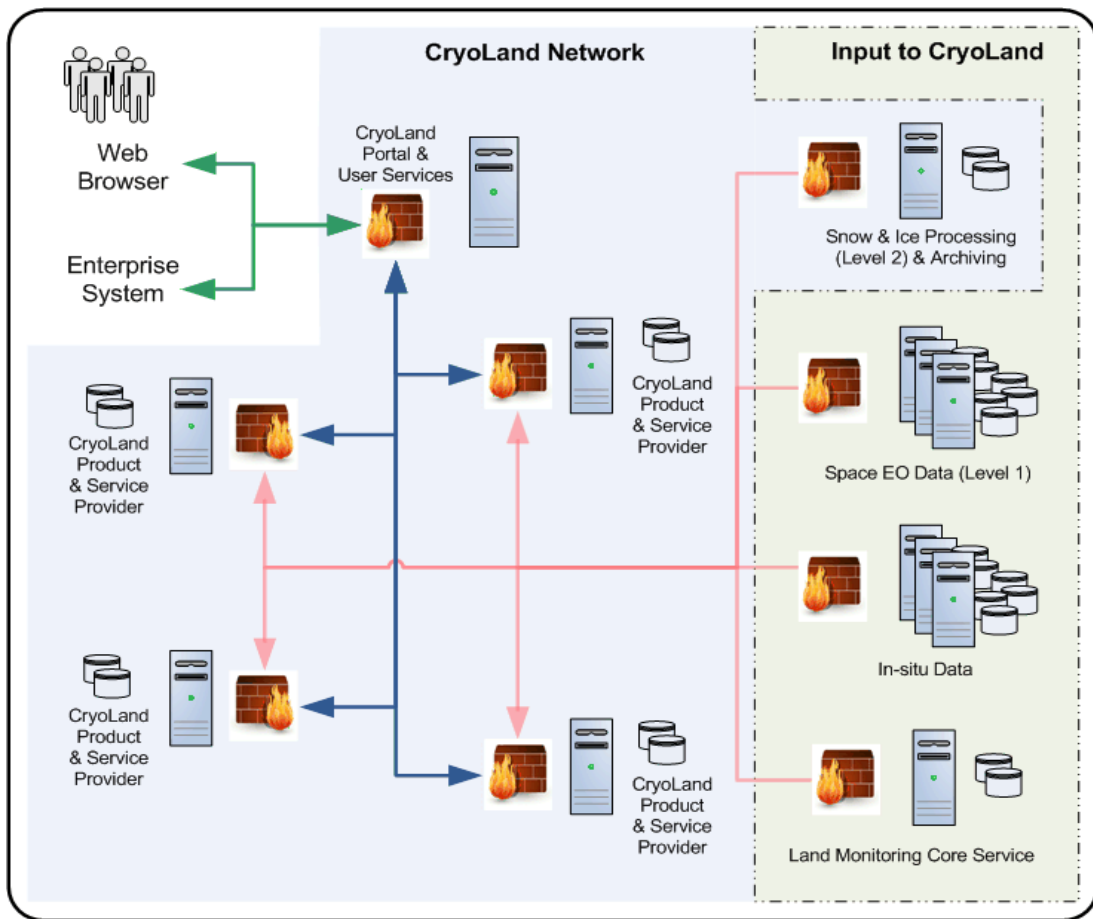 CryoLand Network
Input to CryoLand
Web
Browser
Enterprise
System
CryoLand
Portal &
User Services
Snow & Ice Processing
(Level 2) & Archiving
CryoLand
Product
& Service
Provider
CryoLand
Product
& Service
Provider
Space EO Data (Level 1)
In-situ Data
CryoLand
Product
& Service
Provider
CryoLand
Product
& Service
Provider
Land Monitoring Core Service